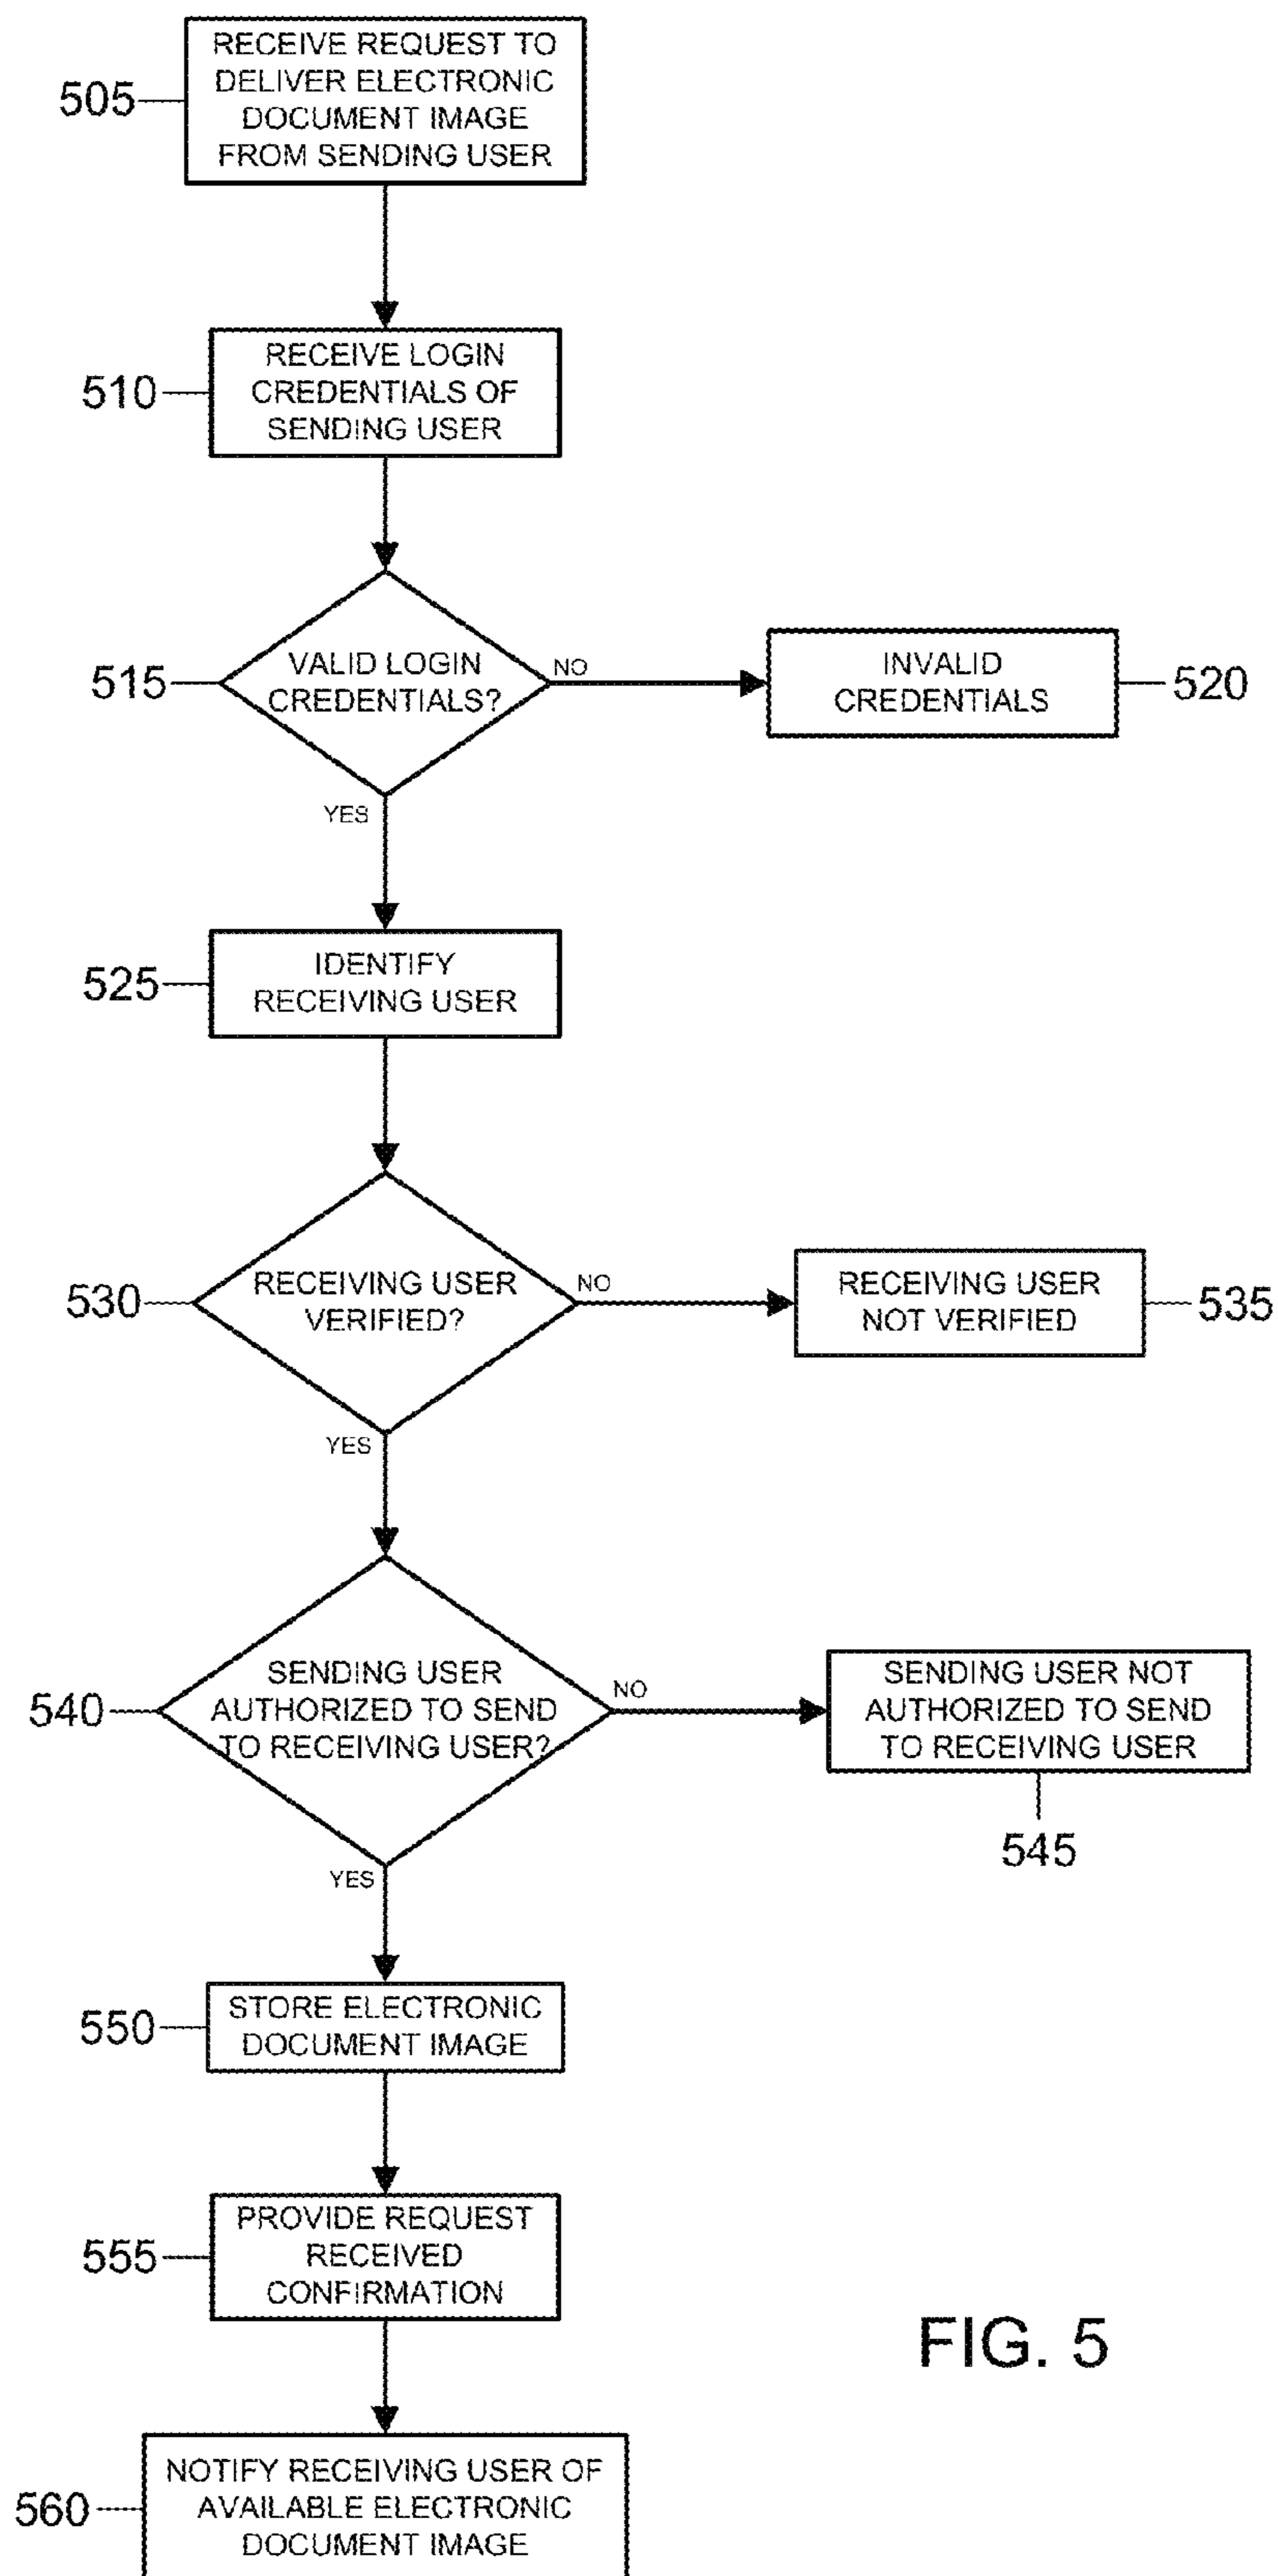 RECEIVE REQUEST TO
DELIVER ELECTRONIC
DOCUMENT IMAGE
FROM SENDING USER
505
RECEIVE LOGIN
CREDENTIALS OF
SENDING USER
510
VALID LOGIN
CREDENTIALS?
515
NO
INVALID
CREDENTIALS
520
YES
IDENTIFY
RECEIVING USER
525
RECEIVING USER
VERIFIED?
530
NO
RECEIVING USER
NOT VERIFIED
535
YES
SENDING USER
AUTHORIZED TO SEND
TO RECEIVING USER?
540
NO
SENDING USER NOT
AUTHORIZED TO SEND
TO RECEIVING USER
545
YES
STORE ELECTRONIC
DOCUMENT IMAGE
550
PROVIDE REQUEST
RECEIVED
CONFIRMATION
555
FIG. 5
NOTIFY RECEIVING USER OF
AVAILABLE ELECTRONIC
DOCUMENT IMAGE
560